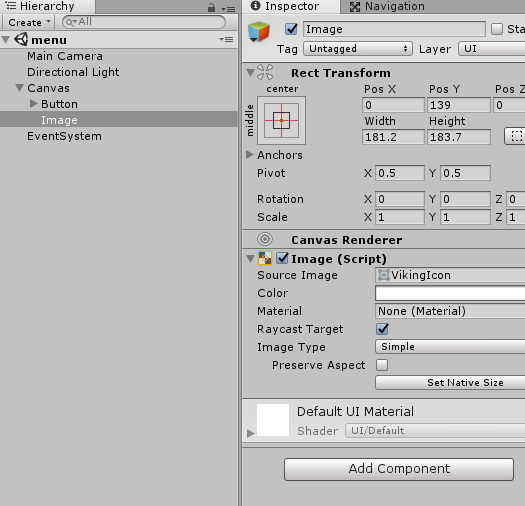 Hierarchy
Create
All
menu
Main Camera
Directional Light
Canvas
Button
Image
EventSystem
Inspector
Navigation
Image
Sta
Tag Untagged Layer UI
Rect Transform
center
middle
Pos X Pos Y Pos Z
0 139 0
Width Height
181.2 183.7
Anchors
Pivot X 0.5 Y 0.5
Rotation X 0 Y 0 Z 0
Scale X 1 Y 1 Z 1
Canvas Renderer
Image (Script)
Source Image VikingIcon
Color
Material None (Material)
Raycast Target
Image Type Simple
Preserve Aspect
Set Native Size
Default UI Material
Shader UI/Default
Add Component